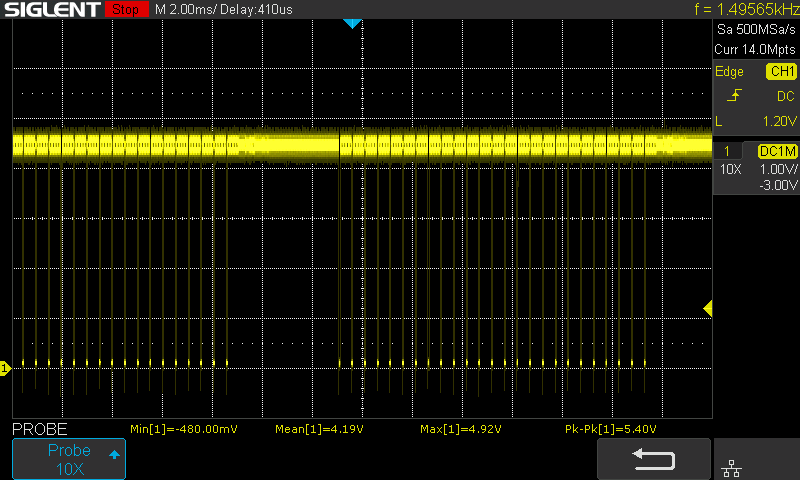 SIGLENT Stop M 2.00ms/ Delay:410us f = 1.49565kHz
Sa 500MSa/s
Curr 14.0Mpts
Edge CH1
DC
L 1.20V
1 DC1M
10X 1.00V/
-3.00V
1
PROBE Min[1]=-480.00mV Mean[1]=4.19V Max[1]=4.92V Pk-Pk[1]=5.40V
Probe
10X